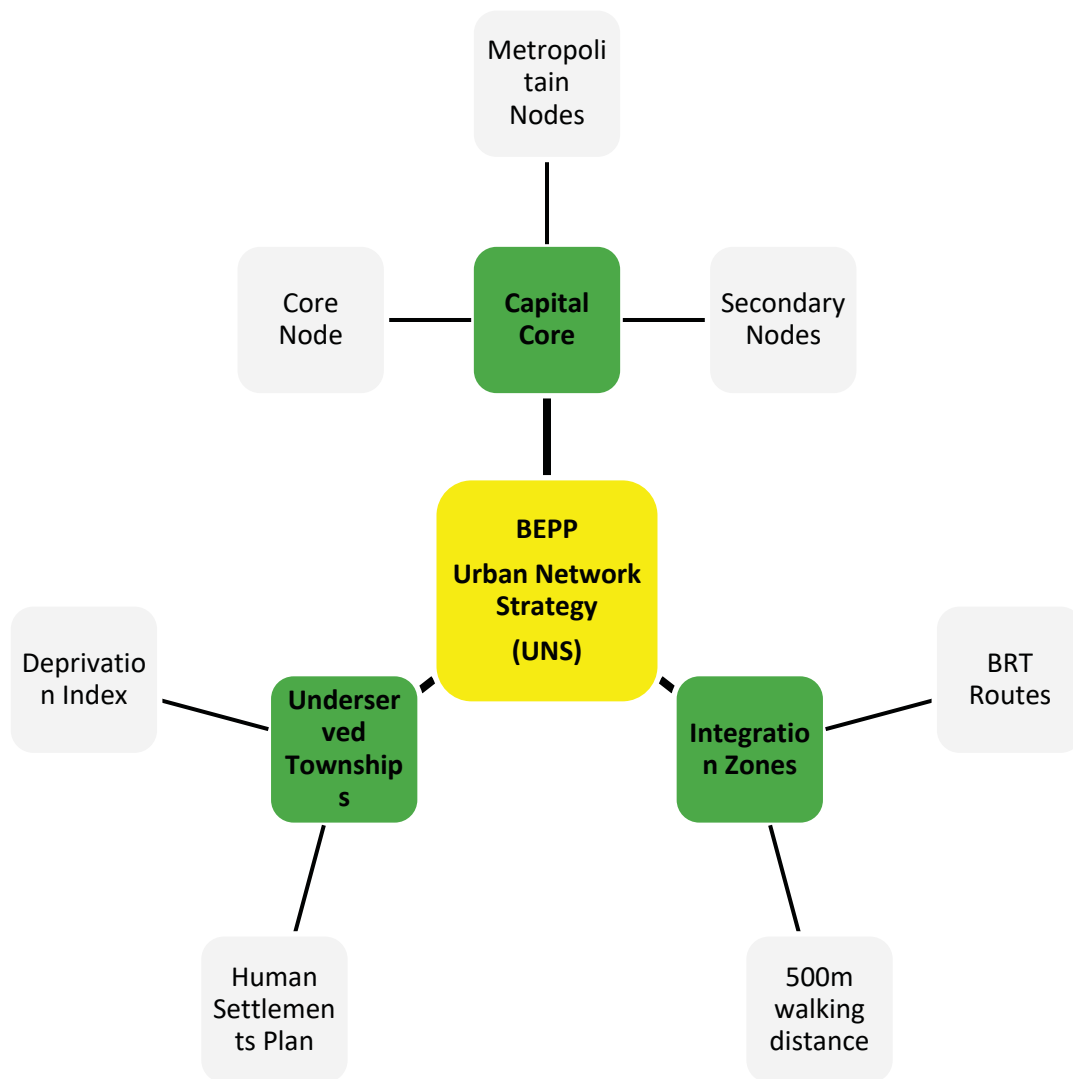 Metropoli
tain
Nodes
Core
Node
Capital
Core
Secondary
Nodes
BEPP
Urban Network
Strategy
(UNS)
Deprivatio
n Index
Underser
ved
Township
s
Integratio
n Zones
BRT
Routes
Human
Settlemen
ts Plan
500m
walking
distance